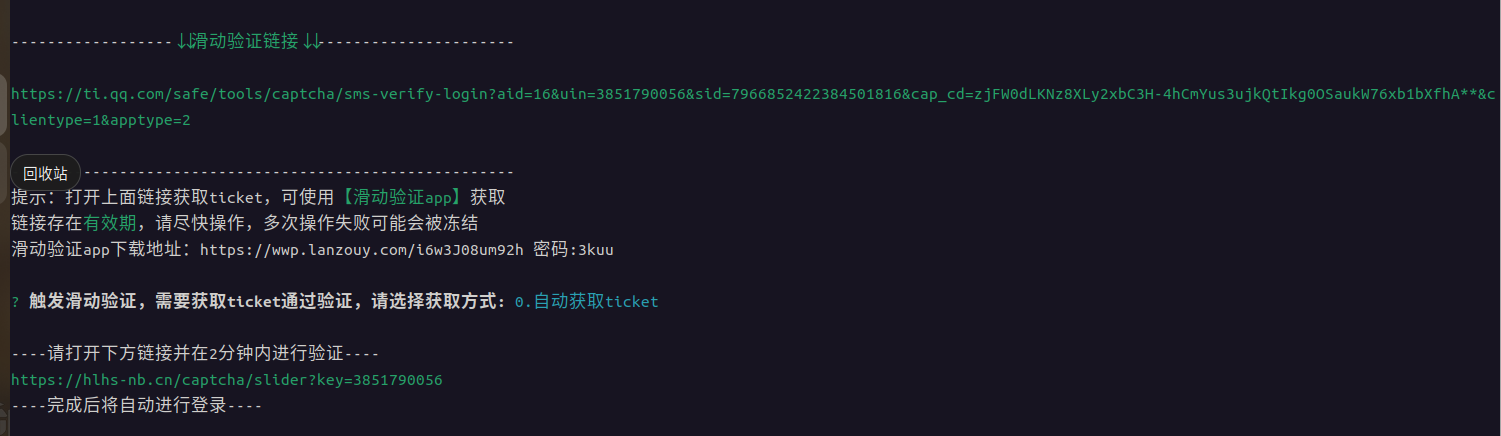 ------------------↓↓滑动验证链接↓↓----------------------
https://ti.qq.com/safe/tools/captcha/sms-verify-login?aid=16&uin=3851790056&sid=7966852422384501816&cap_cd=zjFW0dLKNz8XLy2xbC3H-4hCmYus3ujkQtIkg0OSaukW76xb1bXfhA**&c
lientype=1&apptype=2
回收站------------------------------------------------
提示：打开上面链接获取ticket，可使用【滑动验证app】获取
链接存在有效期，请尽快操作，多次操作失败可能会被冻结
滑动验证app下载地址：https://wwp.lanzouy.com/i6w3J08um92h 密码:3kuu
? 触发滑动验证，需要获取ticket通过验证，请选择获取方式: 0.自动获取ticket
----请打开下方链接并在2分钟内进行验证----
https://hlhs-nb.cn/captcha/slider?key=3851790056
----完成后将自动进行登录----